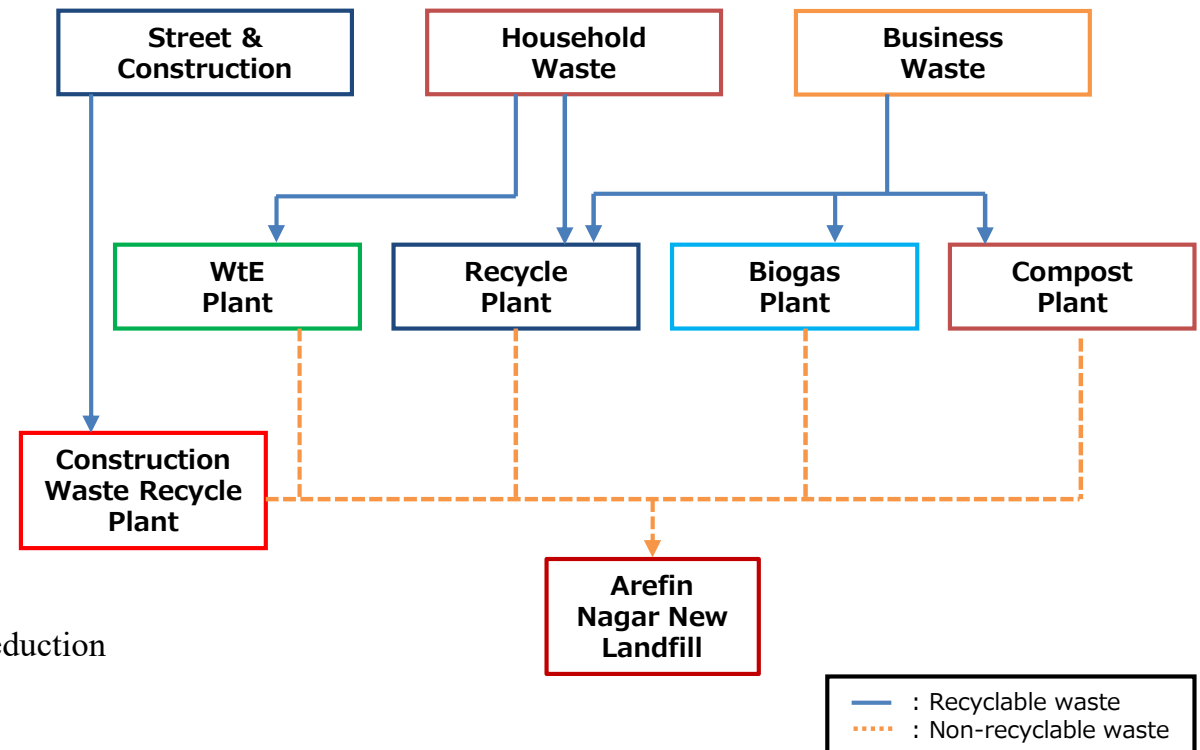 Street &
Construction
Household
Waste
Business
Waste
WtE
Plant
Recycle
Plant
Biogas
Plant
Compost
Plant
Construction
Waste Recycle
Plant
Arefin
Nagar New
Landfill
eduction
: Recyclable waste
: Non-recyclable waste